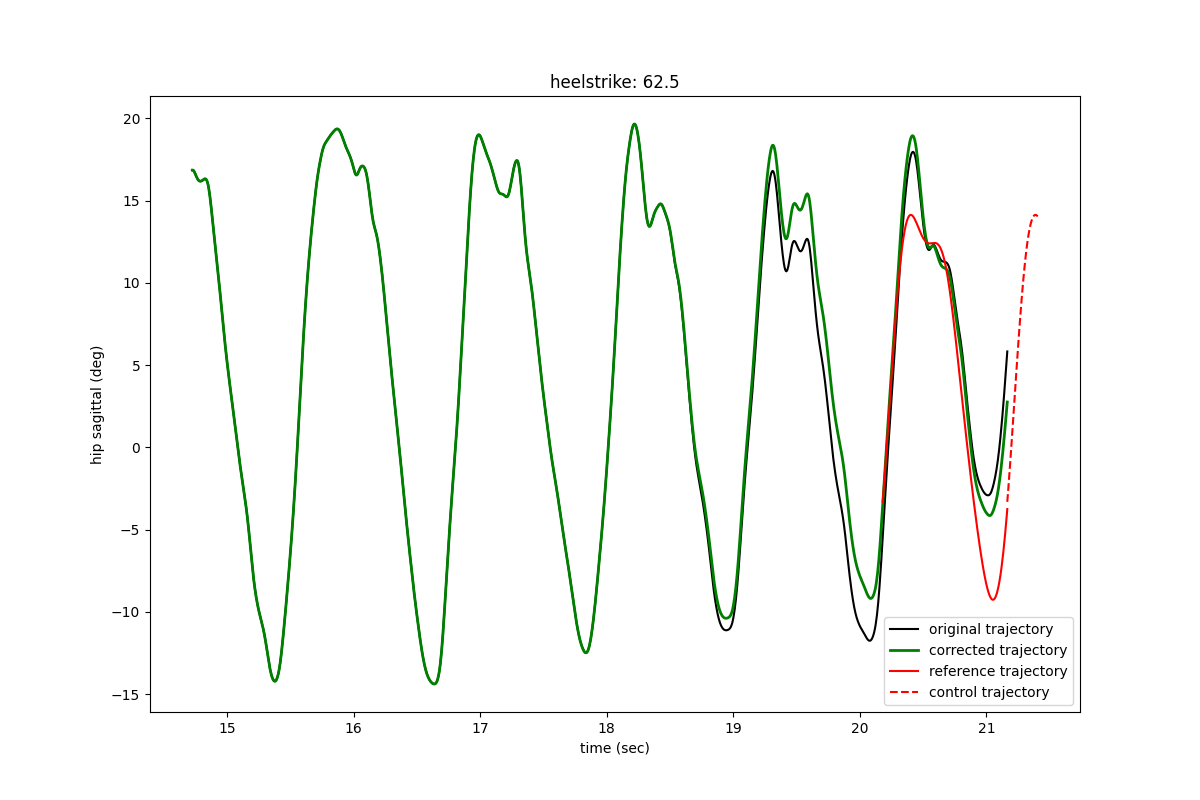 heelstrike: 62.5
20
15
10
5
0
−5
−10
−15
hip sagittal (deg)
15
16
17
18
19
20
21
time (sec)
original trajectory
corrected trajectory
reference trajectory
control trajectory